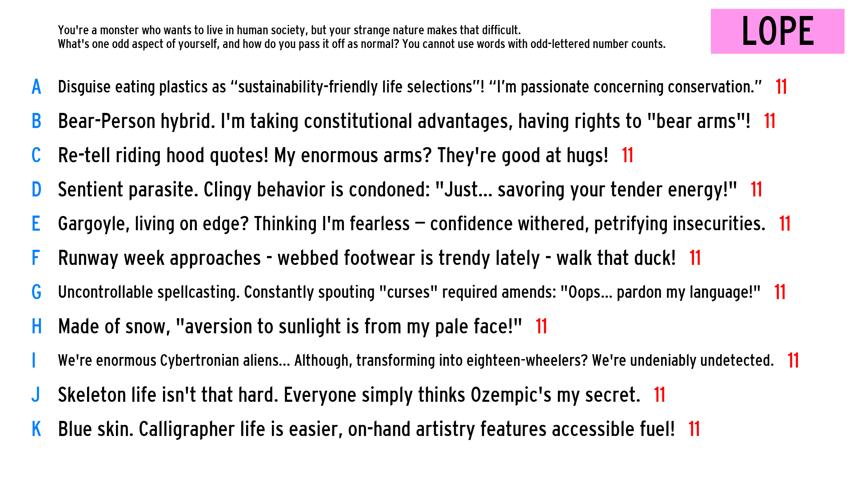 You're a monster who wants to live in human society, but your strange nature makes that difficult.
What's one odd aspect of yourself, and how do you pass it off as normal? You cannot use words with odd-lettered number counts.
LOPE
A Disguise eating plastics as “sustainability-friendly life selections”! “I’m passionate concerning conservation.” 11
B Bear-Person hybrid. I'm taking constitutional advantages, having rights to "bear arms"! 11
C Re-tell riding hood quotes! My enormous arms? They're good at hugs! 11
D Sentient parasite. Clingy behavior is condoned: "Just... savoring your tender energy!" 11
E Gargoyle, living on edge? Thinking I'm fearless – confidence withered, petrifying insecurities. 11
F Runway week approaches - webbed footwear is trendy lately - walk that duck! 11
G Uncontrollable spellcasting. Constantly spouting "curses" required amends: "Oops... pardon my language!" 11
H Made of snow, "aversion to sunlight is from my pale face!" 11
I We're enormous Cybertronian aliens... Although, transforming into eighteen-wheelers? We're undeniably undetected. 11
J Skeleton life isn't that hard. Everyone simply thinks Ozempic's my secret. 11
K Blue skin. Calligrapher life is easier, on-hand artistry features accessible fuel! 11